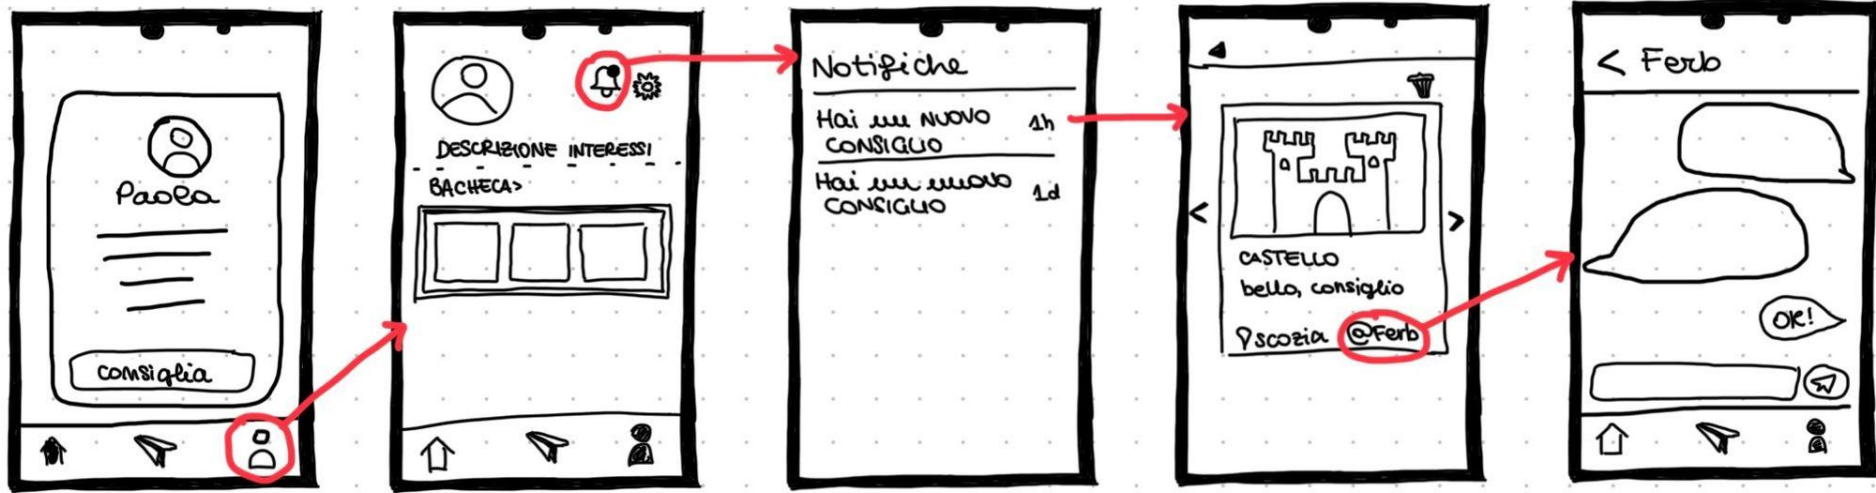 Paola
consiglia
DESCRIZIONE INTERESSI
BACHECA>
Notifiche
Hai un NUOVO
CONSIGLIO
1h
Hai un nuovo
CONSIGLIO
1d
CASTELLO
bello, consiglio
scozia @Ferb
< Ferb
OK!